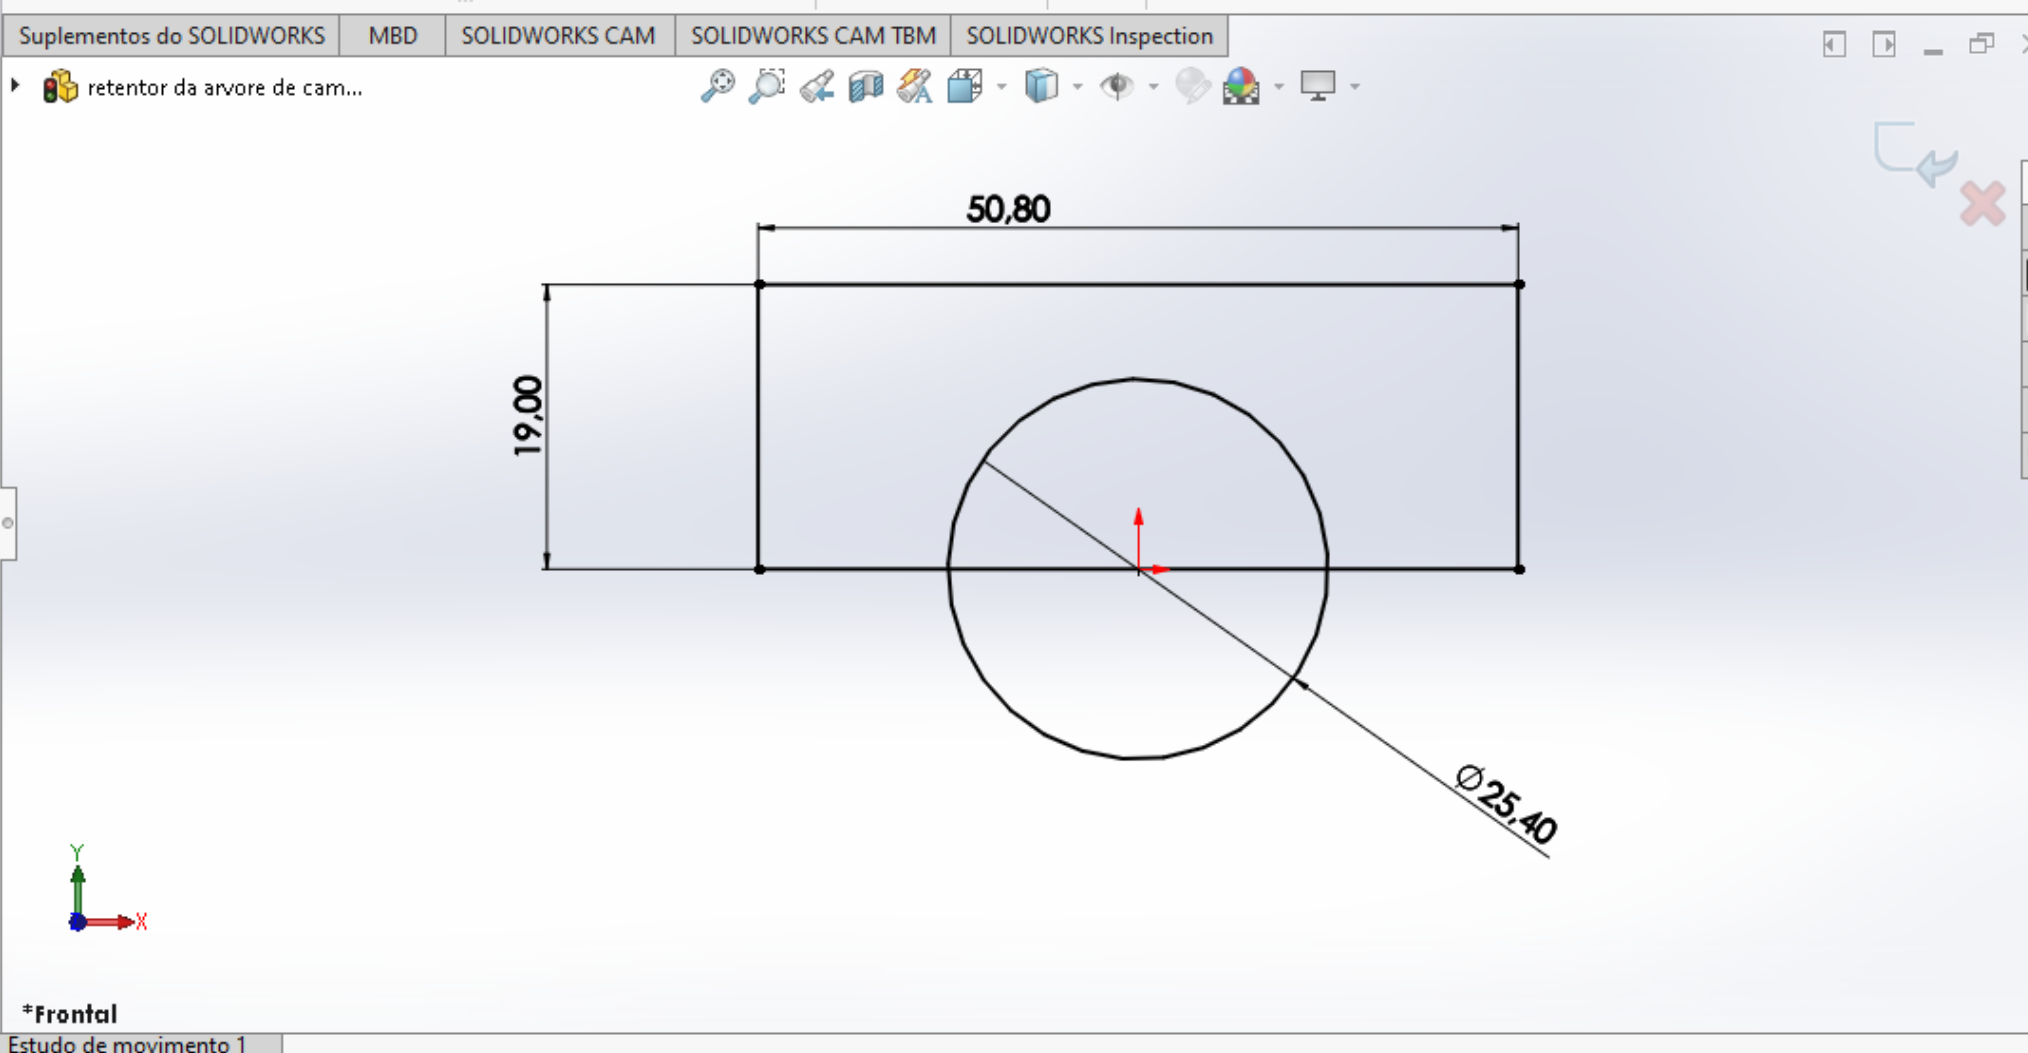 Suplementos do SOLIDWORKS
MBD
SOLIDWORKS CAM
SOLIDWORKS CAM TBM
SOLIDWORKS Inspection
retentor da arvore de cam...
50,80
19,00
Ø25,40
Y
X
*Frontal
Estudo de movimento 1